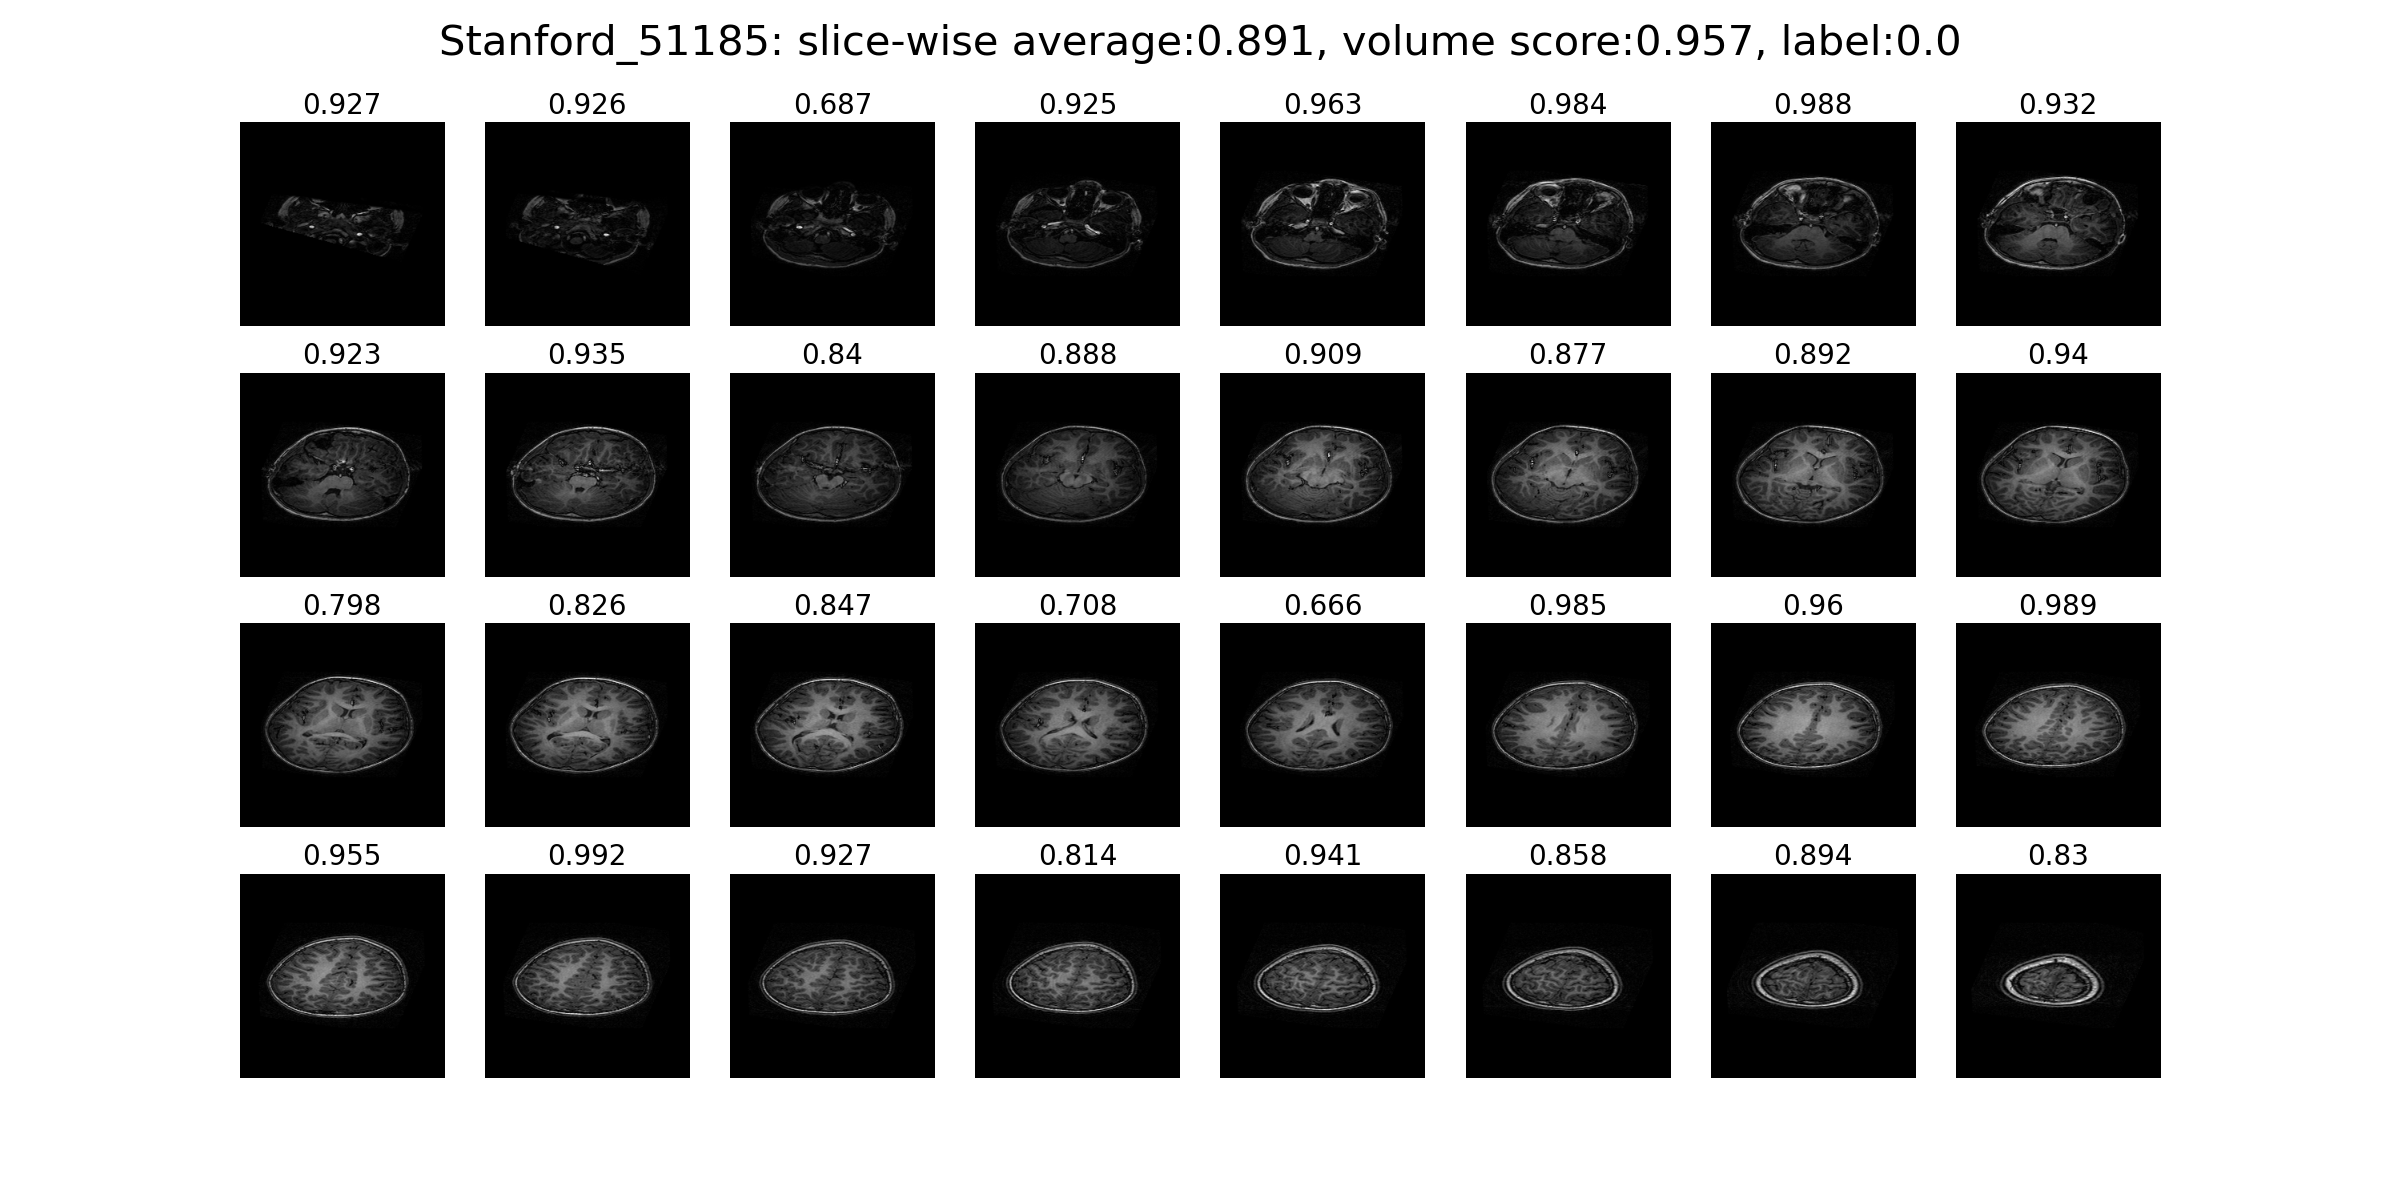 Stanford_51185: slice-wise average:0.891, volume score:0.957, label:0.0
0.927 0.926 0.687 0.925 0.963 0.984 0.988 0.932
0.923 0.935 0.84 0.888 0.909 0.877 0.892 0.94
0.798 0.826 0.847 0.708 0.666 0.985 0.96 0.989
0.955 0.992 0.927 0.814 0.941 0.858 0.894 0.83